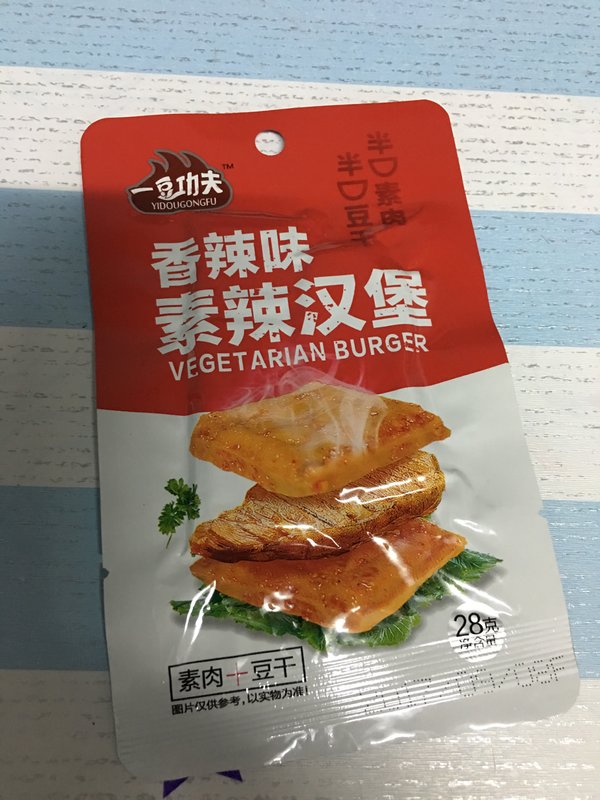 一豆功夫™
YIDOUGONGFU
半口素肉
半口豆干
香辣味
素辣汉堡
VEGETARIAN BURGER
28克
净含量
素肉+豆干
图片仅供参考，以实物为准!